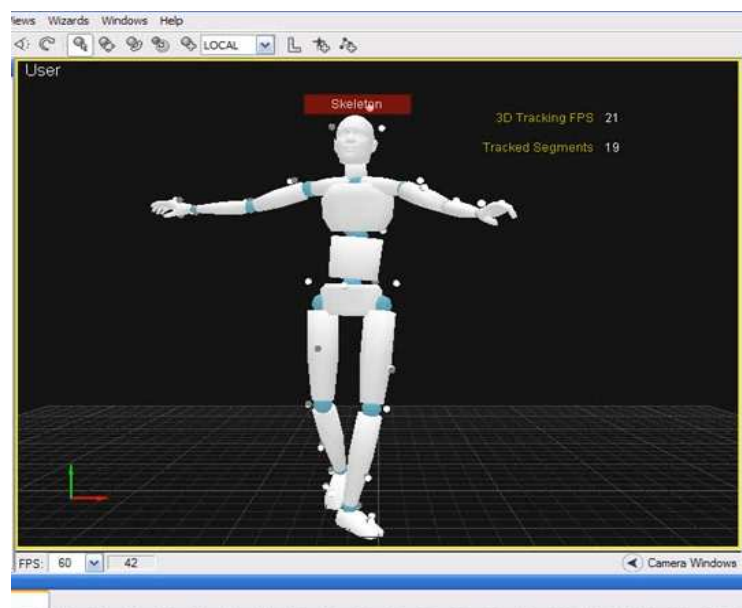 iews Wizards Windows Help
LOCAL
User
Skeleton
3D Tracking FPS 21
Tracked Segments 19
FPS: 60 42
Camera Windows